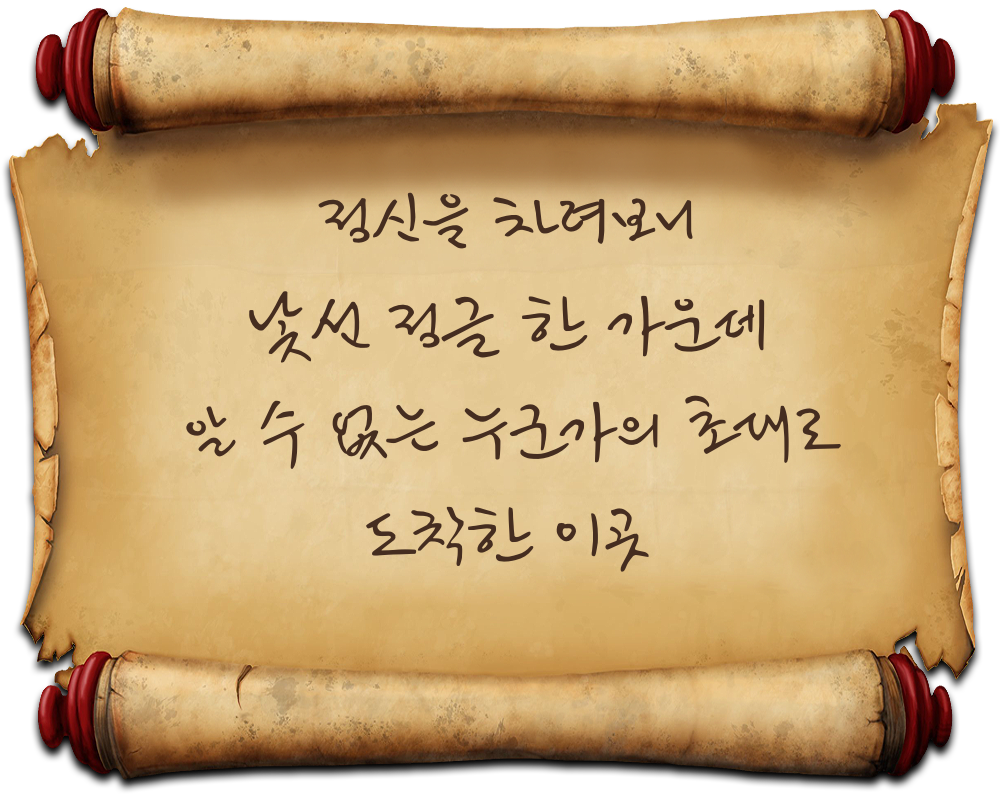 정신을 차려보니
낯선 정글 한 가운데
알 수 없는 누군가의 초대로
도착한 이곳